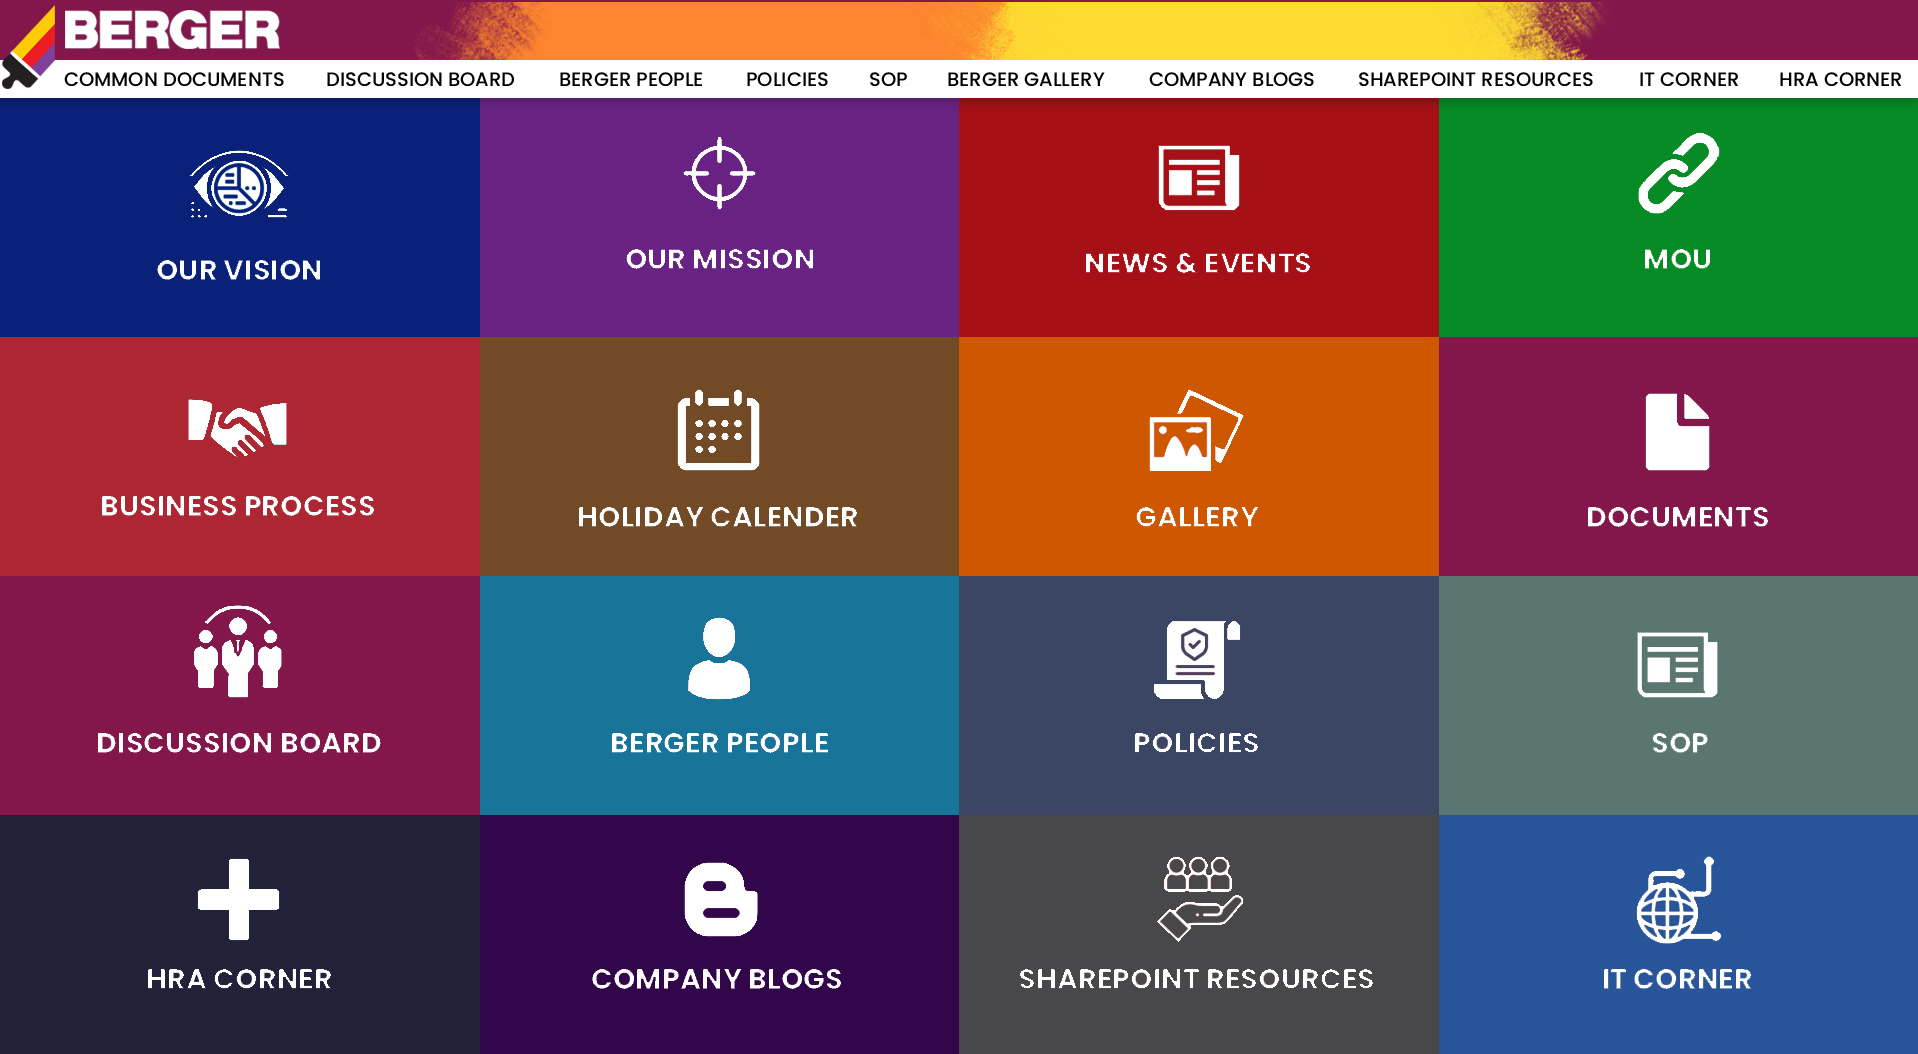 BERGER
COMMON DOCUMENTS DISCUSSION BOARD BERGER PEOPLE POLICIES SOP BERGER GALLERY COMPANY BLOGS SHAREPOINT RESOURCES IT CORNER HRA CORNER
OUR VISION
OUR MISSION
NEWS & EVENTS
MOU
BUSINESS PROCESS
HOLIDAY CALENDER
GALLERY
DOCUMENTS
DISCUSSION BOARD
BERGER PEOPLE
POLICIES
SOP
HRA CORNER
COMPANY BLOGS
SHAREPOINT RESOURCES
IT CORNER